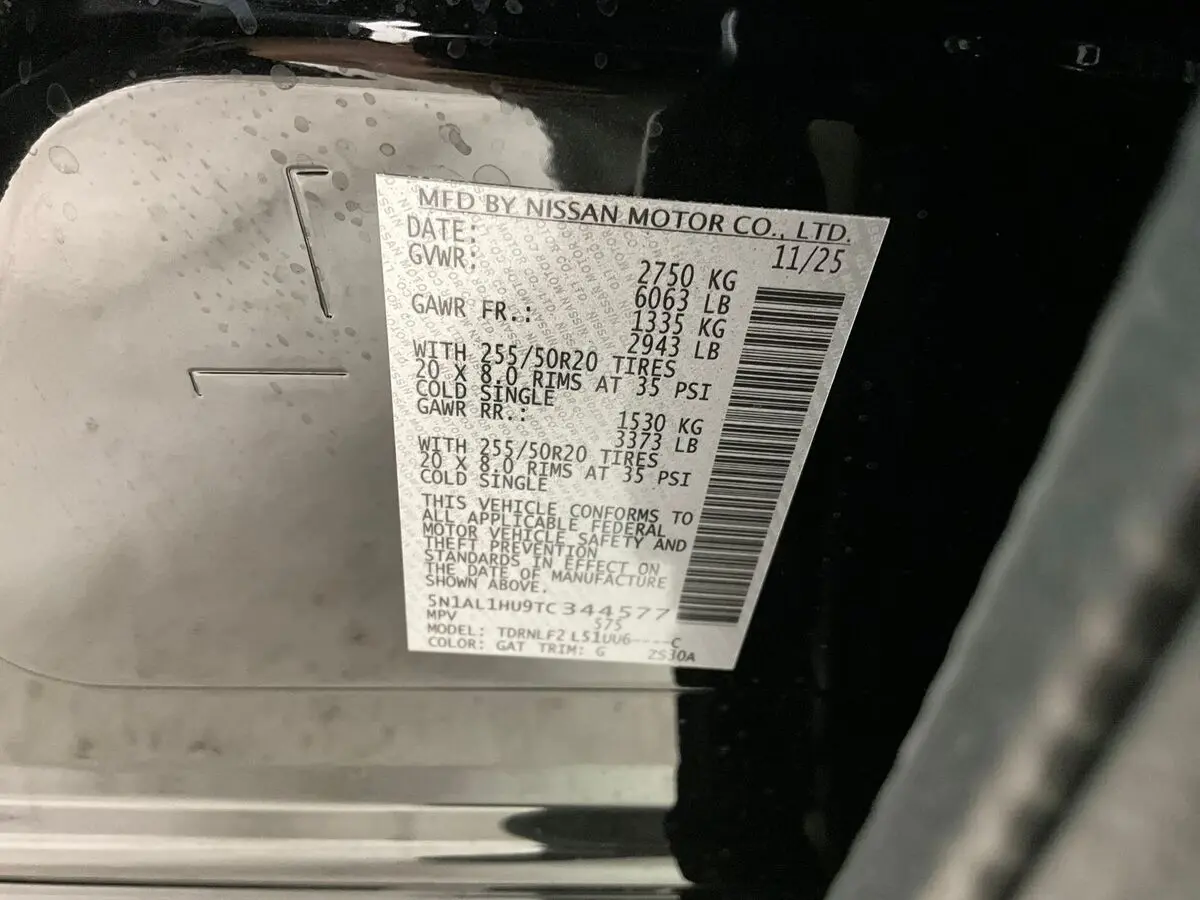 MFD BY NISSAN MOTOR CO., LTD.
DATE: 11/25
GVWR: 2750 KG
6063 LB
GAWR FR.: 1335 KG
2943 LB
WITH 255/50R20 TIRES
20 X 8.0 RIMS AT 35 PSI
COLD SINGLE
GAWR RR.: 1530 KG
3373 LB
WITH 255/50R20 TIRES
20 X 8.0 RIMS AT 35 PSI
COLD SINGLE
THIS VEHICLE CONFORMS TO
ALL APPLICABLE FEDERAL
MOTOR VEHICLE SAFETY AND
THEFT PREVENTION
STANDARDS IN EFFECT ON
THE DATE OF MANUFACTURE
SHOWN ABOVE.
5N1AL1HU9TC344577
MPV 575
MODEL: TDRNLF2 L51UU6----C
COLOR: GAT TRIM: G ZS30A